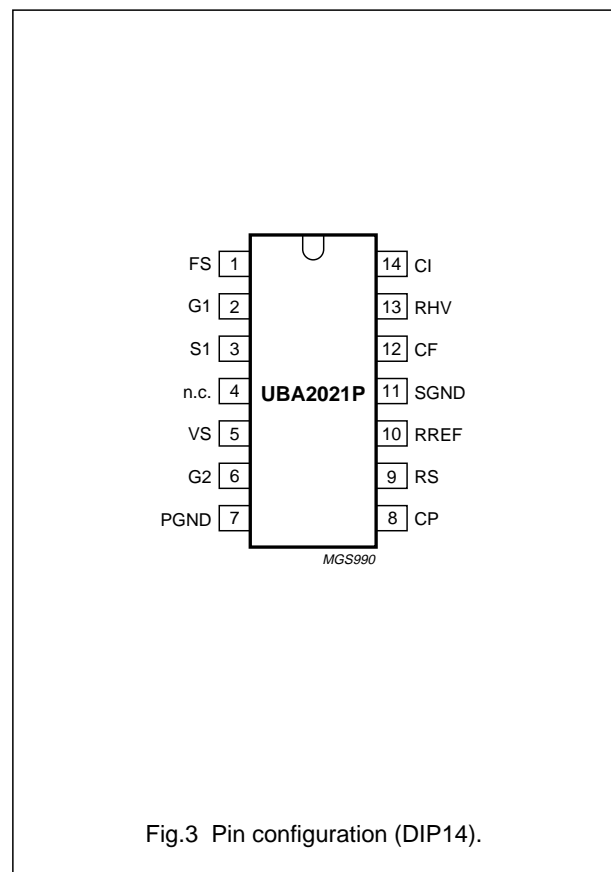 FS 1 14 CI
G1 2 13 RHV
S1 3 12 CF
n.c. 4 UBA2021P 11 SGND
VS 5 10 RREF
G2 6 9 RS
PGND 7 8 CP
MGS990
Fig.3 Pin configuration (DIP14).